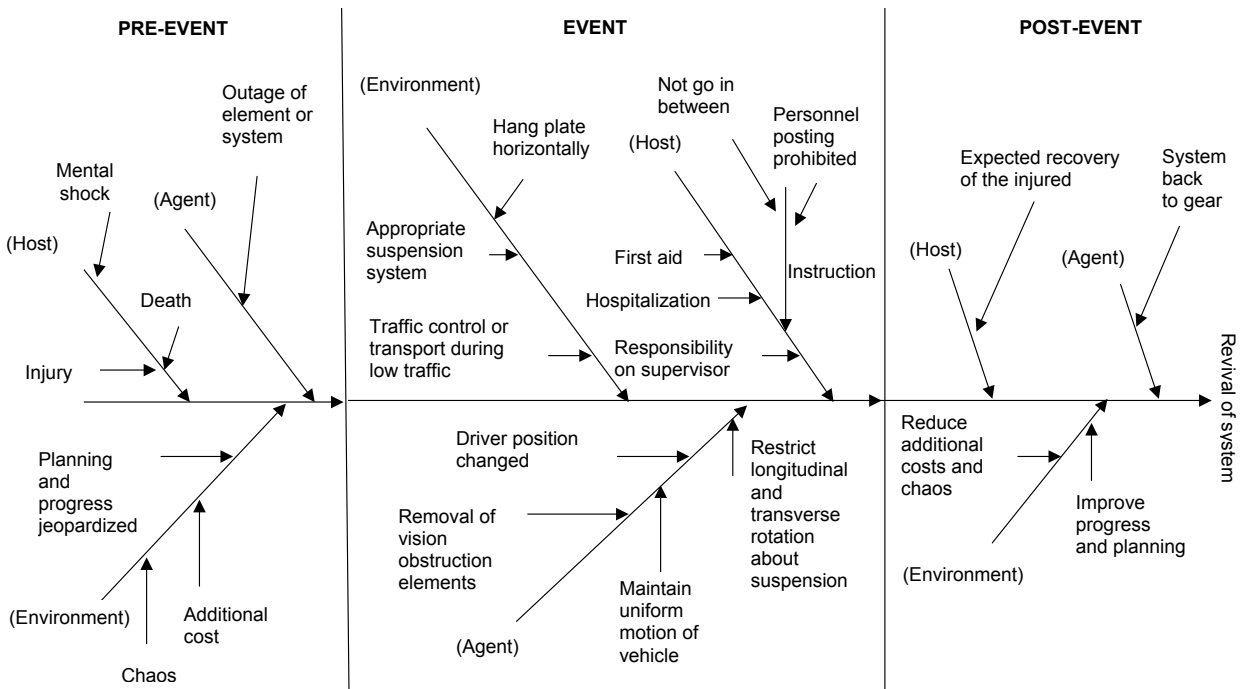 PRE-EVENT
EVENT
POST-EVENT
Outage of
element or
system
Mental
shock
(Agent)
(Host)
Death
Injury
Planning
and
progress
jeopardized
(Environment)
Additional
cost
Chaos
(Environment)
Hang plate
horizontally
Appropriate
suspension
system
Traffic control or
transport during
low traffic
Not go in
between
Personnel
posting
prohibited
(Host)
First aid
Instruction
Hospitalization
Responsibility
on supervisor
Driver position
changed
Removal of
vision
obstruction
elements
(Agent)
Maintain
uniform
motion of
vehicle
Restrict
longitudinal
and
transverse
rotation
about
suspension
Expected recovery
of the injured
System
back
to gear
(Host)
(Agent)
Reduce
additional
costs and
chaos
Improve
progress
and planning
(Environment)
Revival of
system